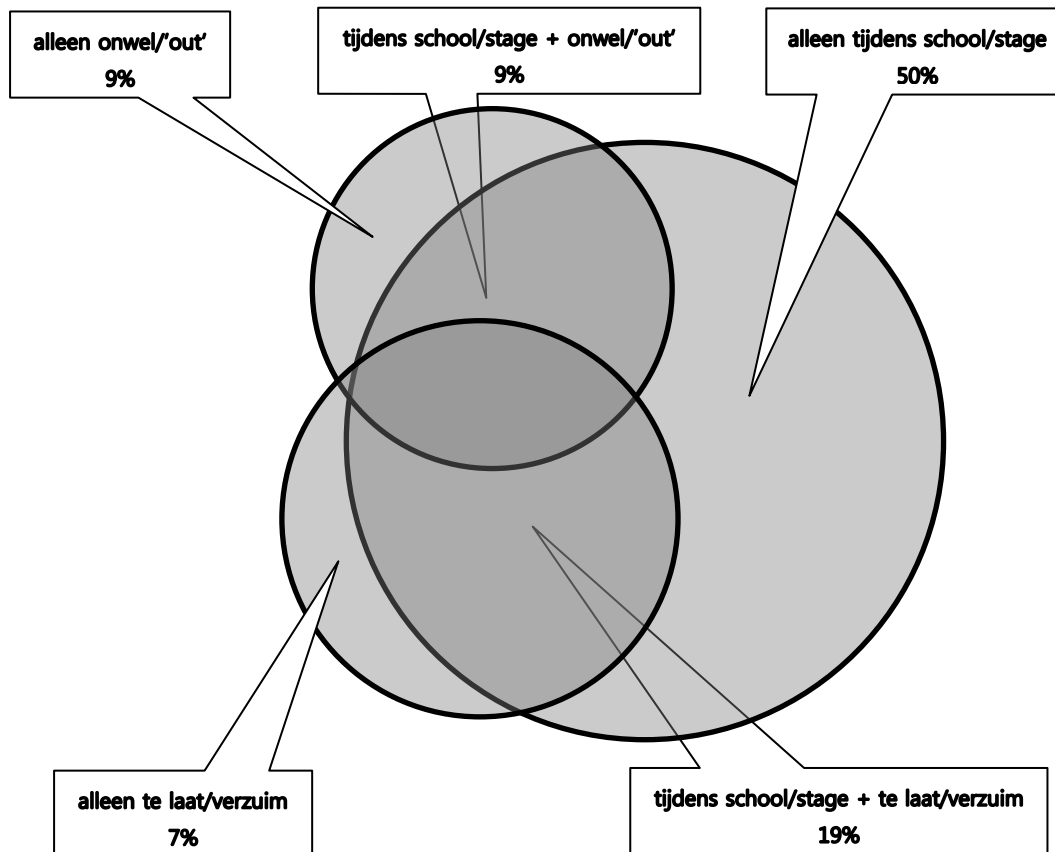 alleen onwel/'out'
9%
tijdens school/stage + onwel/'out'
9%
alleen tijdens school/stage
50%
alleen te laat/verzuim
7%
tijdens school/stage + te laat/verzuim
19%